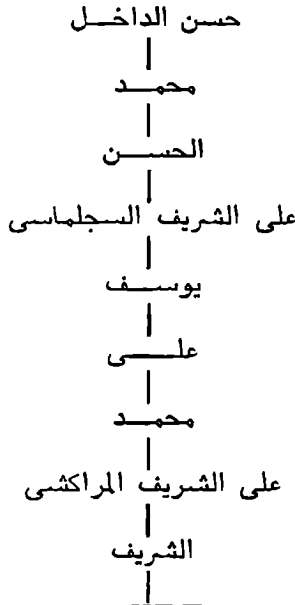 حسن الداخل
محمد
الحسن
على الشريف السجلماسى
يوسف
على
محمد
على الشريف المراكشى
الشريف